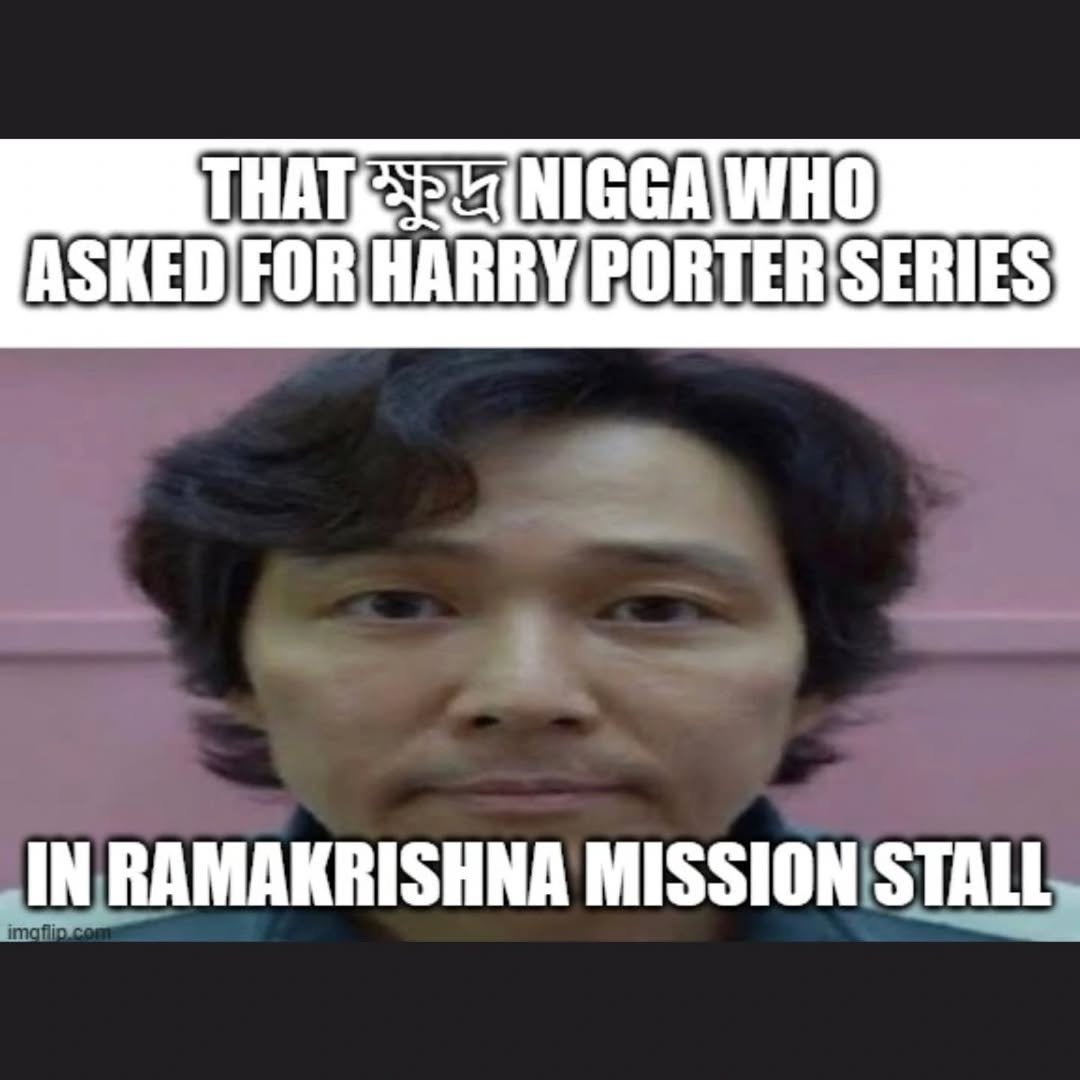 THAT ক্ষুদ্র NIGGA WHO
ASKED FOR HARRY PORTER SERIES
IN RAMAKRISHNA MISSION STALL
imgflip.com